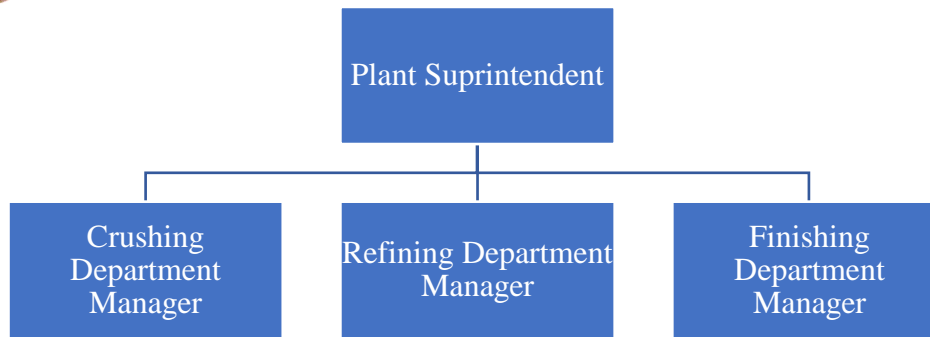 Plant Suprintendent
Crushing
Department
Manager
Refining Department
Manager
Finishing
Department
Manager